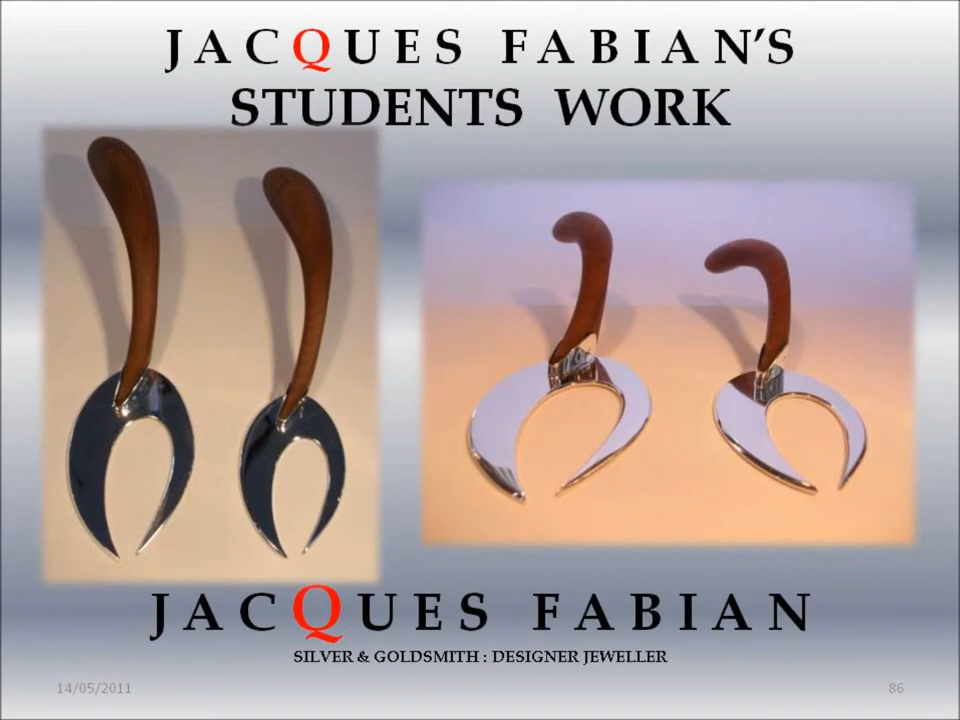 JACQUES FABIAN'S
STUDENTS WORK
JACQUES FABIAN
SILVER & GOLDSMITH : DESIGNER JEWELLER
14/05/2011
86